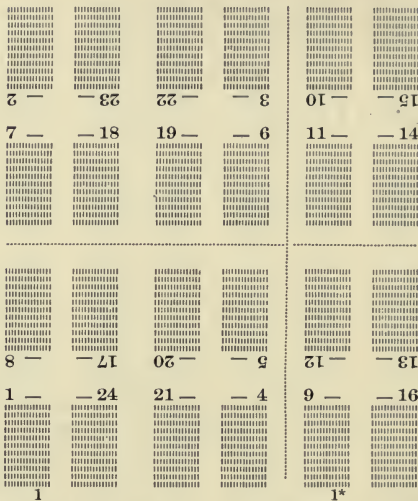 2 — — 23 22 — — 3 10 — — 15
7 — — 18 19 — — 6 11 — — 14
8 — — 17 20 — — 5 12 — — 13
1 — — 24 21 — — 4 9 — — 16
1 1*